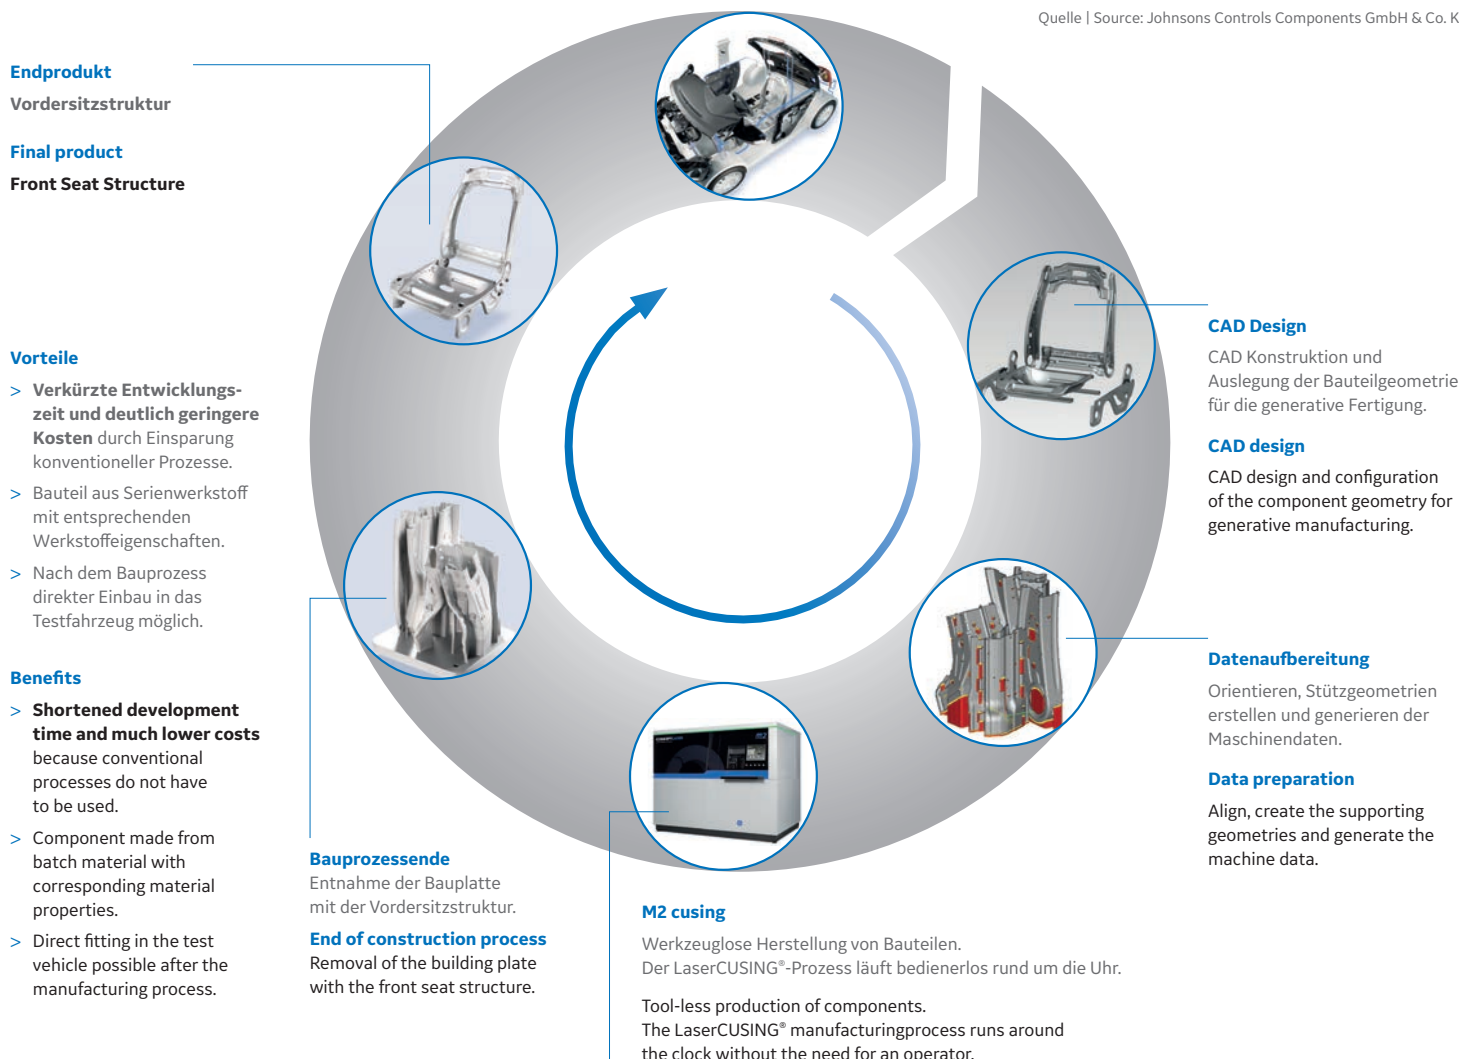 Quelle | Source: Johnsons Controls Components GmbH & Co. K
Endprodukt
Vordersitzstruktur
Final product
Front Seat Structure
Vorteile
> Verkürzte Entwicklungs-
zeit und deutlich geringere
Kosten durch Einsparung
konventioneller Prozesse.
> Bauteil aus Serienwerkstoff
mit entsprechenden
Werkstoffeigenschaften.
> Nach dem Bauprozess
direkter Einbau in das
Testfahrzeug möglich.
Benefits
> Shortened development
time and much lower costs
because conventional
processes do not have
to be used.
> Component made from
batch material with
corresponding material
properties.
> Direct fitting in the test
vehicle possible after the
manufacturing process.
Bauprozessende
Entnahme der Bauplatte
mit der Vordersitzstruktur.
End of construction process
Removal of the building plate
with the front seat structure.
M2 cusing
Werkzeuglose Herstellung von Bauteilen.
Der LaserCUSING®-Prozess läuft bedienerlos rund um die Uhr.
Tool-less production of components.
The LaserCUSING® manufacturingprocess runs around
the clock without the need for an operator.
CAD Design
CAD Konstruktion und
Auslegung der Bauteilgeometrie
für die generative Fertigung.
CAD design
CAD design and configuration
of the component geometry for
generative manufacturing.
Datenaufbereitung
Orientieren, Stützgeometrien
erstellen und generieren der
Maschinendaten.
Data preparation
Align, create the supporting
geometries and generate the
machine data.